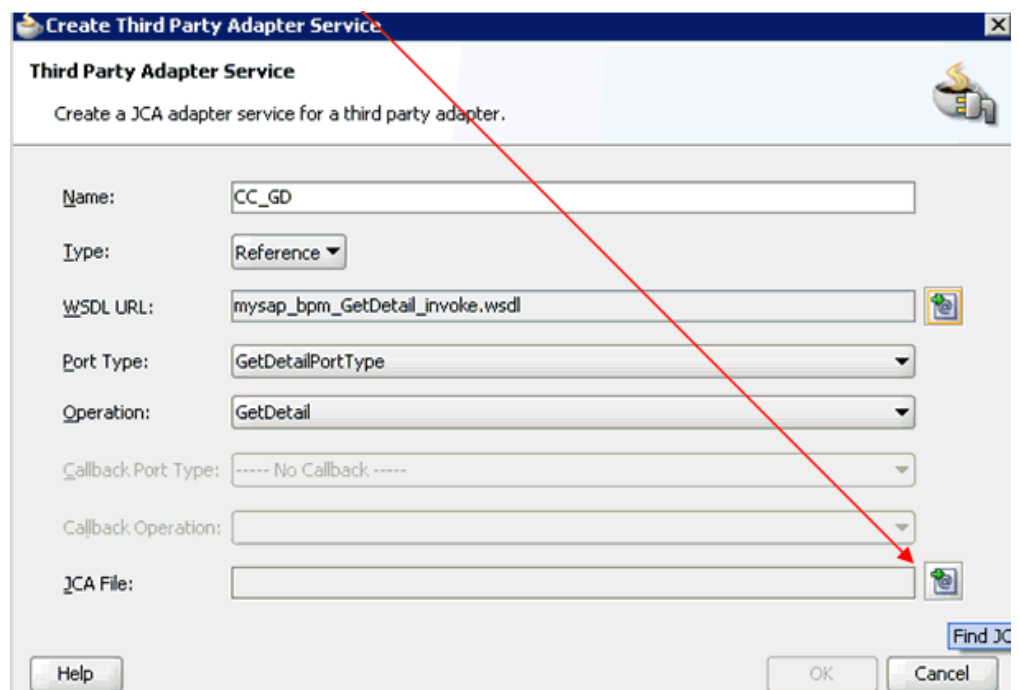 Create Third Party Adapter Service
Third Party Adapter Service
Create a JCA adapter service for a third party adapter.
Name: CC_GD
Type: Reference
WSDL URL: mysap_bpm_GetDetail_invoke.wsdl
Port Type: GetDetailPortType
Operation: GetDetail
Callback Port Type: ----- No Callback -----
Callback Operation:
JCA File:
Find JC
Help OK Cancel